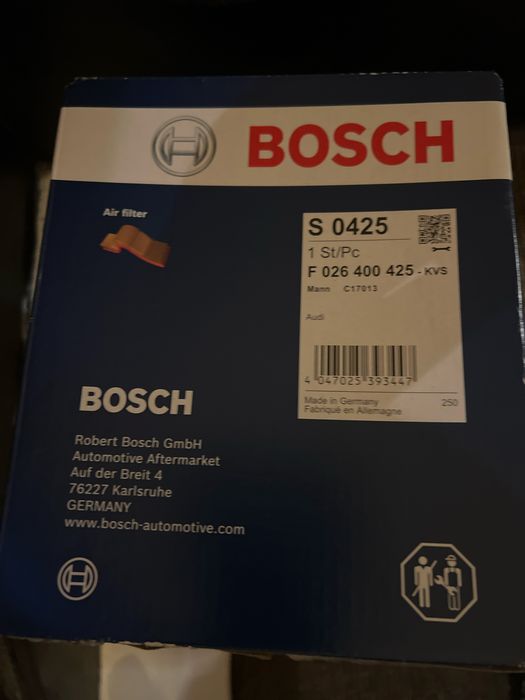 BOSCH
Air filter
S 0425
1 St/Pc
F 026 400 425 - KVS
Mann C17013
Audi
4 047025 393447
Made in Germany 250
Fabriqué en Allemagne
BOSCH
Robert Bosch GmbH
Automotive Aftermarket
Auf der Breit 4
76227 Karlsruhe
GERMANY
www.bosch-automotive.com